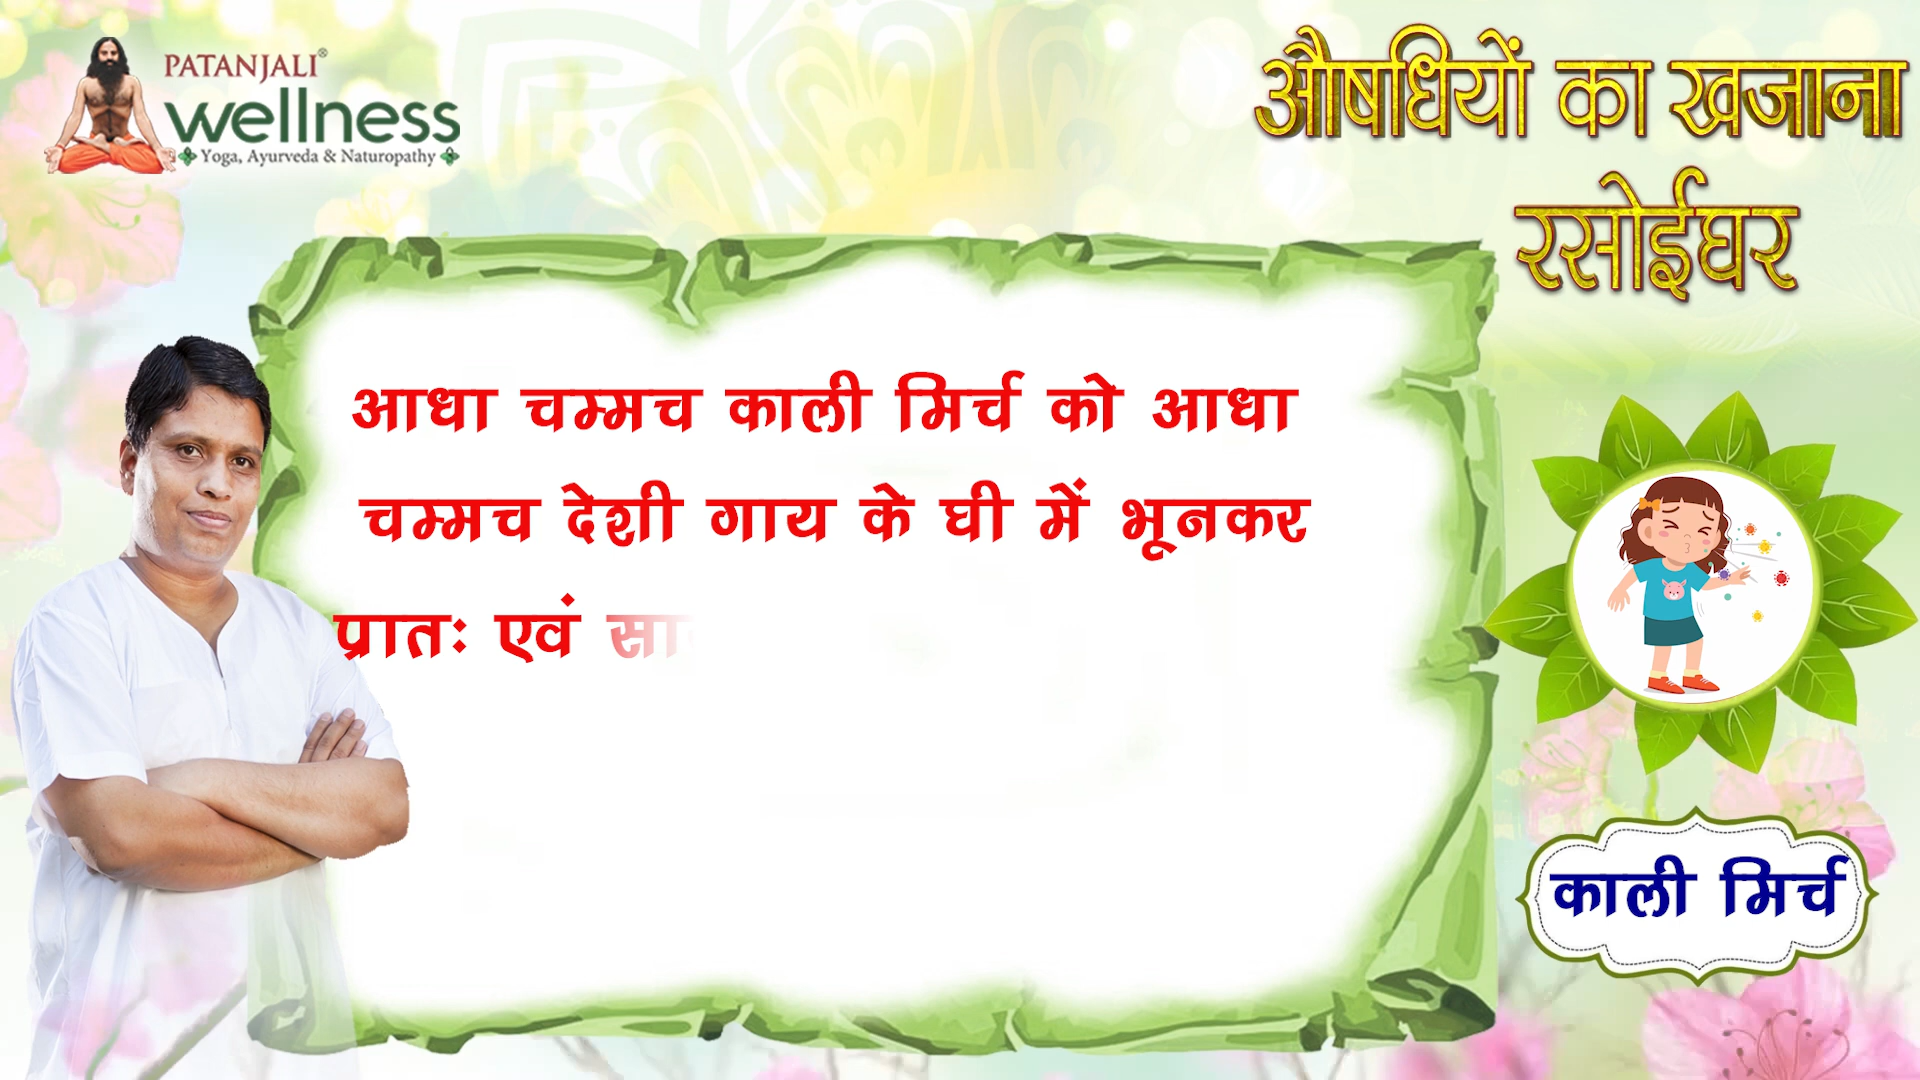 PATANJALI®
wellness
Yoga, Ayurveda & Naturopathy
औषधियों का खजाना
रसोईघर
आधा चम्मच काली मिर्च को आधा
चम्मच देशी गाय के घी में भूनकर
प्रातः एवं
काली मिर्च